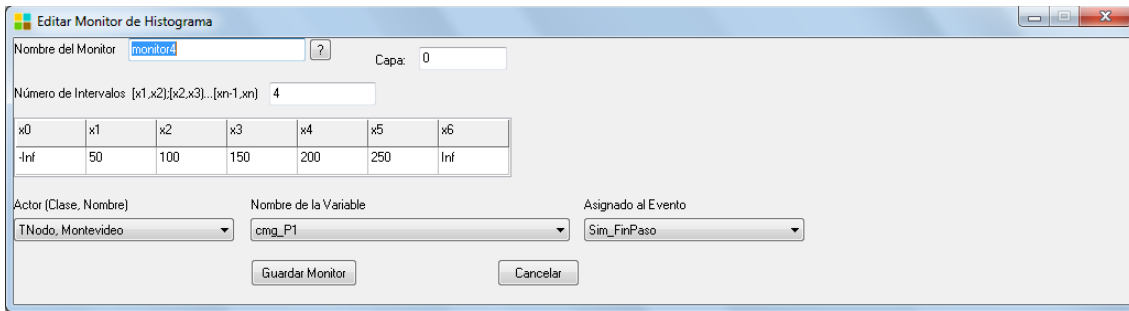 Editar Monitor de Histograma
Nombre del Monitor monitor4 ? Capa: 0
Número de Intervalos [x1,x2);[x2,x3)...[xn-1,xn) 4
x0 x1 x2 x3 x4 x5 x6
-Inf 50 100 150 200 250 Inf
Actor (Clase, Nombre) Nombre de la Variable Asignado al Evento
TNodo, Montevideo cmg_P1 Sim_FinPaso
Guardar Monitor Cancelar